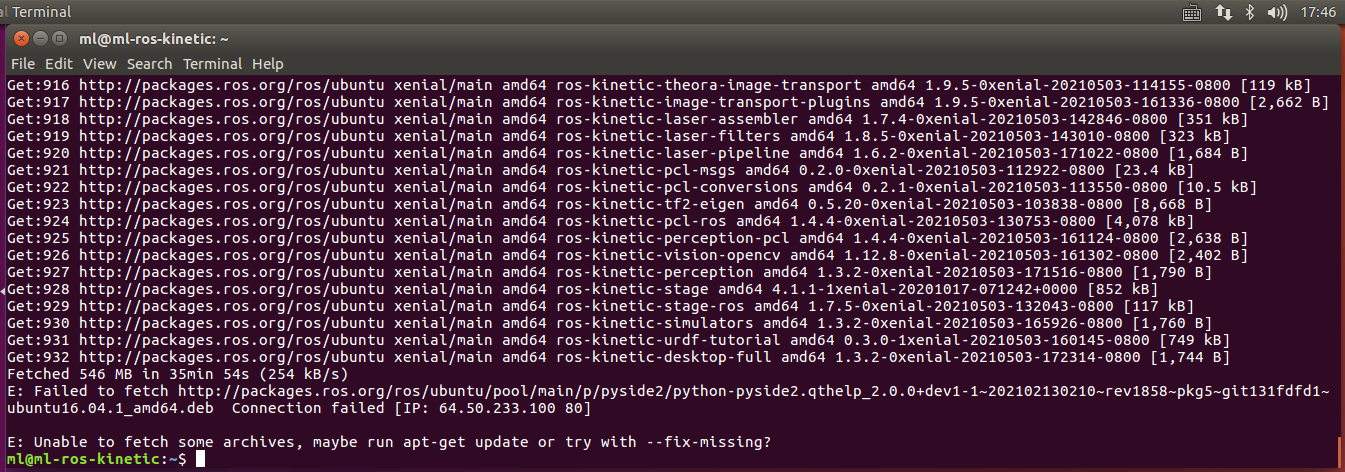 al Terminal 17:46
ml@ml-ros-kinetic: ~
File Edit View Search Terminal Help
Get:916 http://packages.ros.org/ros/ubuntu xenial/main amd64 ros-kinetic-theora-image-transport amd64 1.9.5-0xenial-20210503-114155-0800 [119 kB]
Get:917 http://packages.ros.org/ros/ubuntu xenial/main amd64 ros-kinetic-image-transport-plugins amd64 1.9.5-0xenial-20210503-161336-0800 [2,662 B]
Get:918 http://packages.ros.org/ros/ubuntu xenial/main amd64 ros-kinetic-laser-assembler amd64 1.7.4-0xenial-20210503-142846-0800 [351 kB]
Get:919 http://packages.ros.org/ros/ubuntu xenial/main amd64 ros-kinetic-laser-filters amd64 1.8.5-0xenial-20210503-143010-0800 [323 kB]
Get:920 http://packages.ros.org/ros/ubuntu xenial/main amd64 ros-kinetic-laser-pipeline amd64 1.6.2-0xenial-20210503-171022-0800 [1,684 B]
Get:921 http://packages.ros.org/ros/ubuntu xenial/main amd64 ros-kinetic-pcl-msgs amd64 0.2.0-0xenial-20210503-112922-0800 [23.4 kB]
Get:922 http://packages.ros.org/ros/ubuntu xenial/main amd64 ros-kinetic-pcl-conversions amd64 0.2.1-0xenial-20210503-113550-0800 [10.5 kB]
Get:923 http://packages.ros.org/ros/ubuntu xenial/main amd64 ros-kinetic-tf2-eigen amd64 0.5.20-0xenial-20210503-103838-0800 [8,668 B]
Get:924 http://packages.ros.org/ros/ubuntu xenial/main amd64 ros-kinetic-pcl-ros amd64 1.4.4-0xenial-20210503-130753-0800 [4,078 kB]
Get:925 http://packages.ros.org/ros/ubuntu xenial/main amd64 ros-kinetic-perception-pcl amd64 1.4.4-0xenial-20210503-161124-0800 [2,638 B]
Get:926 http://packages.ros.org/ros/ubuntu xenial/main amd64 ros-kinetic-vision-opencv amd64 1.12.8-0xenial-20210503-161302-0800 [2,402 B]
Get:927 http://packages.ros.org/ros/ubuntu xenial/main amd64 ros-kinetic-perception amd64 1.3.2-0xenial-20210503-171516-0800 [1,790 B]
Get:928 http://packages.ros.org/ros/ubuntu xenial/main amd64 ros-kinetic-stage amd64 4.1.1-1xenial-20201017-071242+0000 [852 kB]
Get:929 http://packages.ros.org/ros/ubuntu xenial/main amd64 ros-kinetic-stage-ros amd64 1.7.5-0xenial-20210503-132043-0800 [117 kB]
Get:930 http://packages.ros.org/ros/ubuntu xenial/main amd64 ros-kinetic-simulators amd64 1.3.2-0xenial-20210503-165926-0800 [1,760 B]
Get:931 http://packages.ros.org/ros/ubuntu xenial/main amd64 ros-kinetic-urdf-tutorial amd64 0.3.0-1xenial-20210503-160145-0800 [749 kB]
Get:932 http://packages.ros.org/ros/ubuntu xenial/main amd64 ros-kinetic-desktop-full amd64 1.3.2-0xenial-20210503-172314-0800 [1,744 B]
Fetched 546 MB in 35min 54s (254 kB/s)
E: Failed to fetch http://packages.ros.org/ros/ubuntu/pool/main/p/pyside2/python-pyside2.qthelp_2.0.0+dev1-1~202102130210~rev1858~pkg5~git131fdfd1~
ubuntu16.04.1_amd64.deb  Connection failed [IP: 64.50.233.100 80]
E: Unable to fetch some archives, maybe run apt-get update or try with --fix-missing?
ml@ml-ros-kinetic:~$